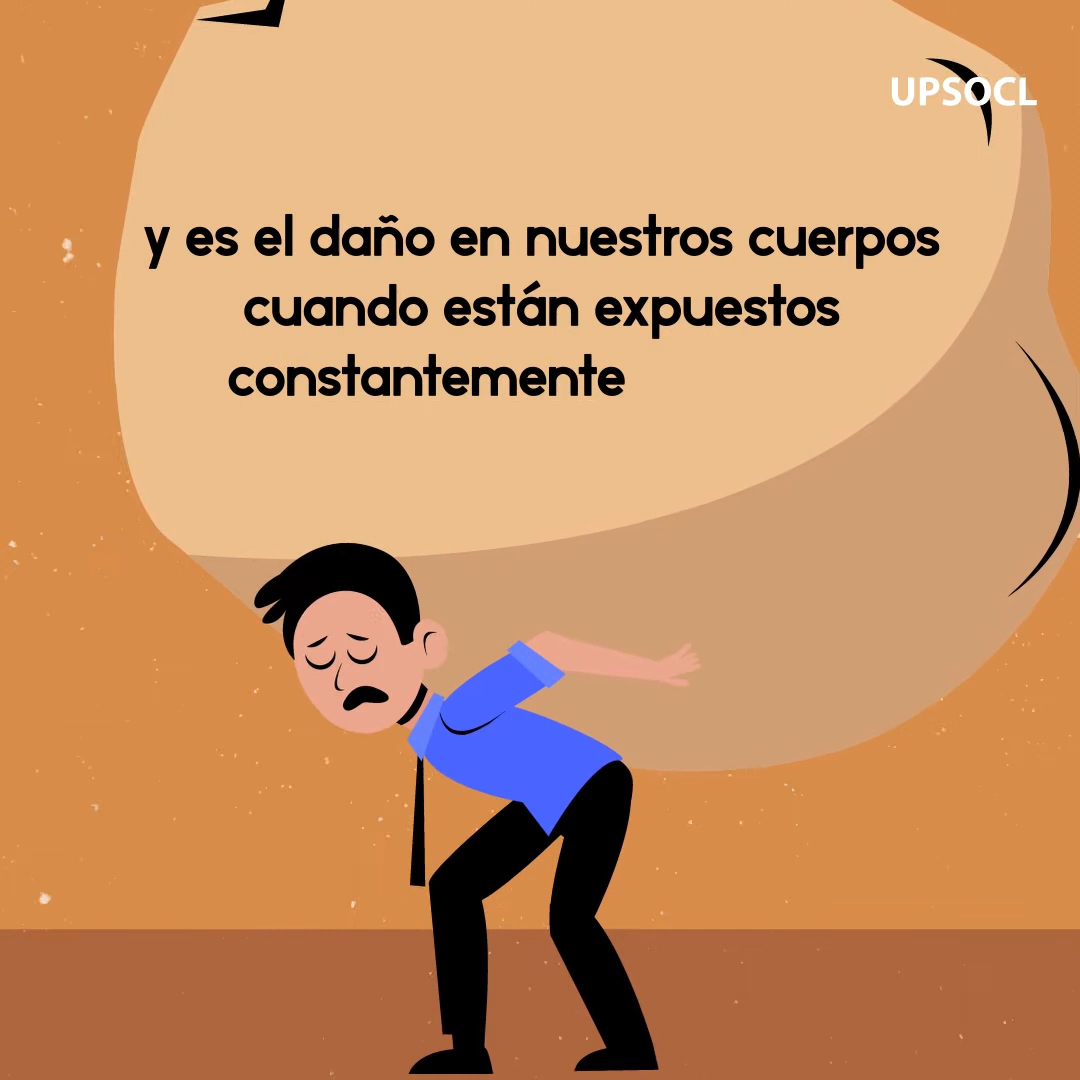 UPSOCL
y es el daño en nuestros cuerpos
cuando están expuestos
constantemente